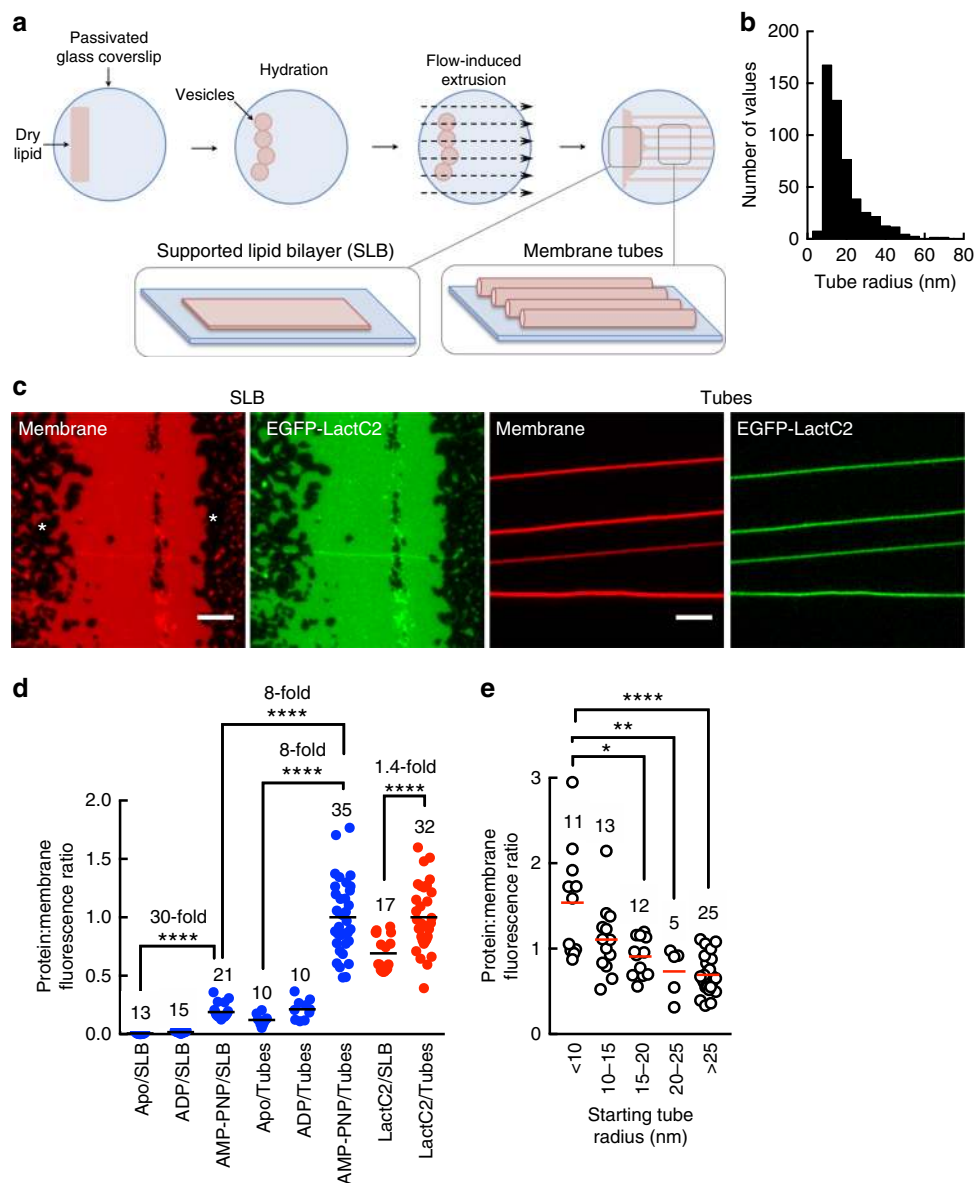 a
Passivated
glass coverslip
Hydration
Flow-induced
extrusion
Vesicles
Dry
lipid
Supported lipid bilayer (SLB)
Membrane tubes
b
200
150
100
50
0
Number of values
0 20 40 60 80
Tube radius (nm)
c
SLB
Tubes
Membrane
EGFP-LactC2
Membrane
EGFP-LactC2
*
*
d
8-fold
****
8-fold
****
1.4-fold
****
30-fold
****
2.0
1.5
1.0
0.5
0.0
Protein:membrane
fluorescence ratio
13
15
21
10
10
35
17
32
Apo/SLB
ADP/SLB
AMP-PNP/SLB
Apo/Tubes
ADP/Tubes
AMP-PNP/Tubes
LactC2/SLB
LactC2/Tubes
e
****
**
*
3
2
1
0
Protein:membrane
fluorescence ratio
11
13
12
5
25
<10
10–15
15–20
20–25
>25
Starting tube
radius (nm)